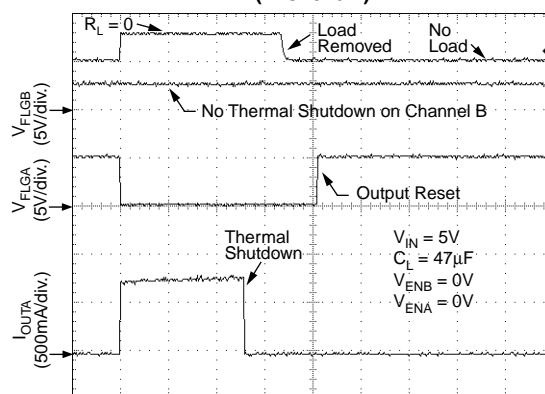 R_L = 0
Load
Removed
No
Load
V_FLGB
(5V/div.)
No Thermal Shutdown on Channel B
V_FLGA
(5V/div.)
Output Reset
Thermal
Shutdown
V_IN = 5V
C_L = 47µF
V_ENB = 0V
V_ENA = 0V
I_OUTA
(500mA/div.)